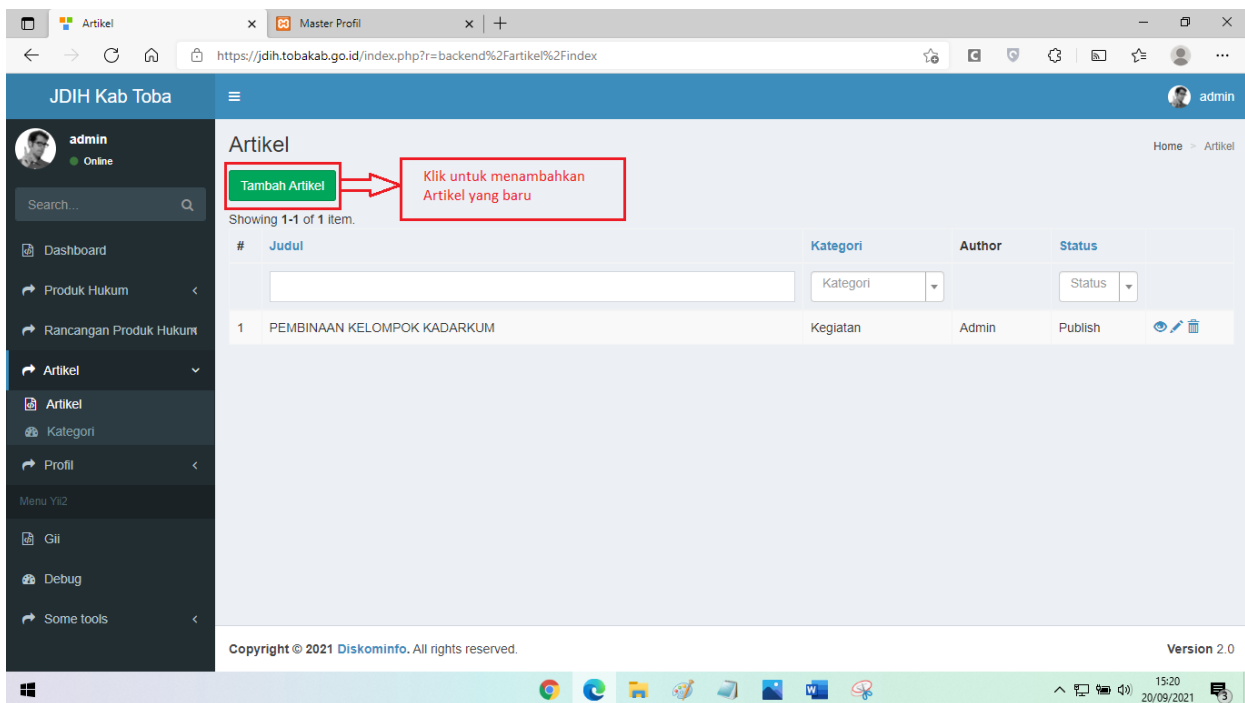 Artikel
Master Profil
https://jdih.tobakab.go.id/index.php?r=backend%2Fartikel%2Findex
JDIH Kab Toba
admin
admin
Online
Search...
Dashboard
Produk Hukum
Rancangan Produk Hukum
Artikel
Artikel
Kategori
Profil
Menu Yii2
Gii
Debug
Some tools
Artikel
Home > Artikel
Tambah Artikel
Klik untuk menambahkan
Artikel yang baru
Showing 1-1 of 1 item.
# Judul Kategori Author Status
Kategori Status
1 PEMBINAAN KELOMPOK KADARKUM Kegiatan Admin Publish
Copyright © 2021 Diskominfo. All rights reserved.
Version 2.0
15:20
20/09/2021
3